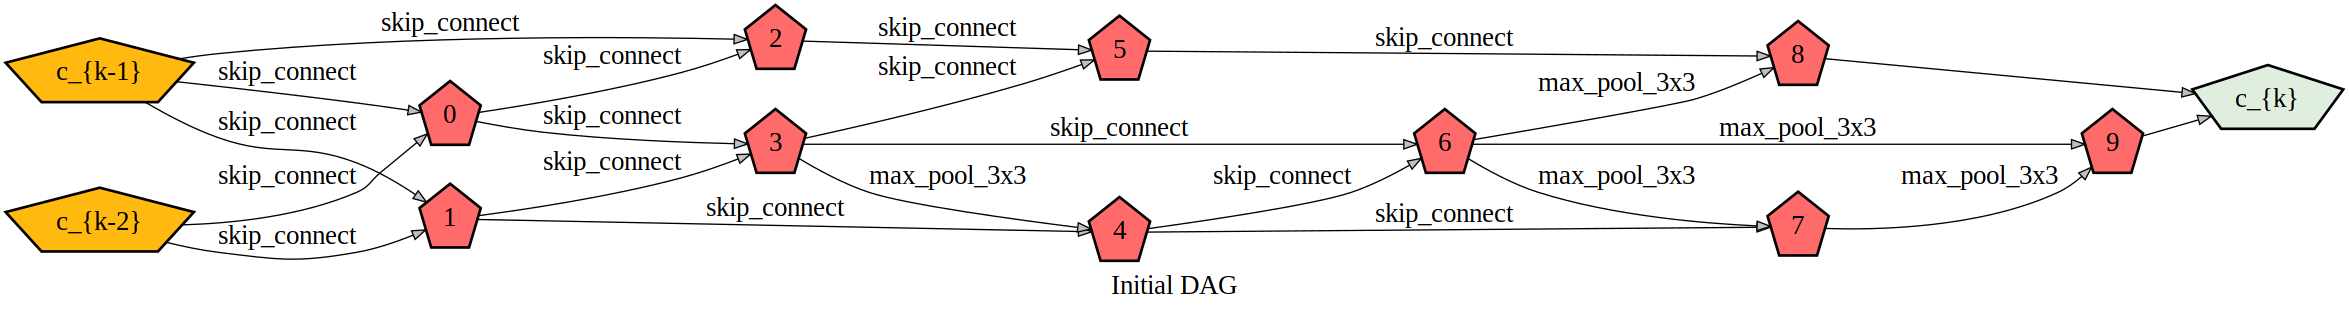 skip_connect
2
skip_connect
5
skip_connect
8
c_{k-1}
skip_connect
skip_connect
skip_connect
max_pool_3x3
c_{k}
0
skip_connect
skip_connect
3
skip_connect
6
max_pool_3x3
9
skip_connect
skip_connect
max_pool_3x3
skip_connect
max_pool_3x3
max_pool_3x3
c_{k-2}
skip_connect
1
skip_connect
4
skip_connect
7
Initial DAG